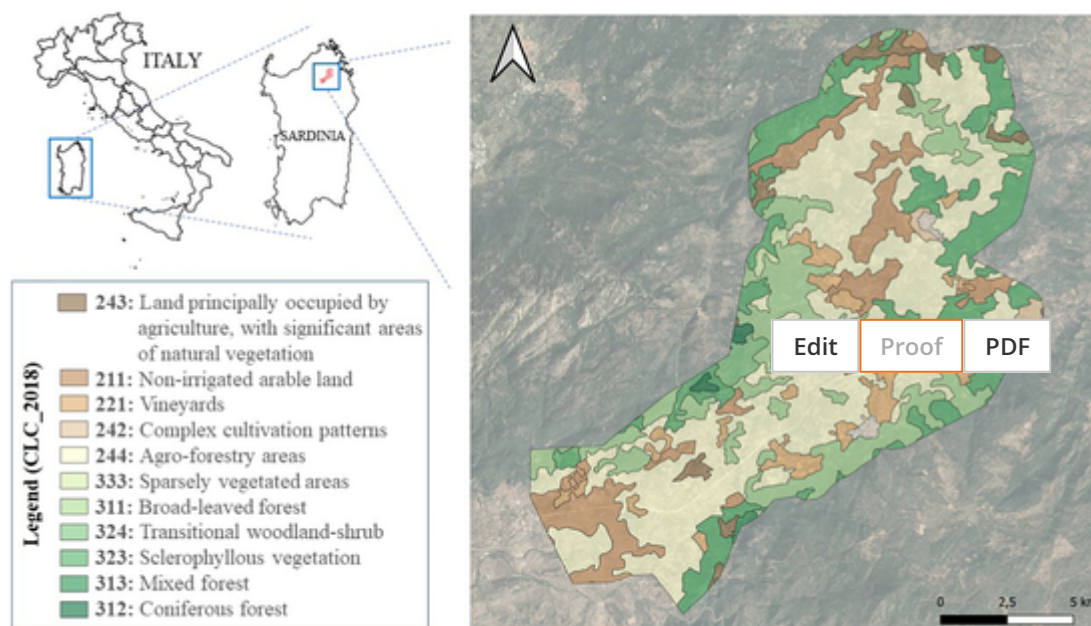 ITALY
SARDINIA
Legend (CLC_2018)
243: Land principally occupied by
agriculture, with significant areas
of natural vegetation
211: Non-irrigated arable land
221: Vineyards
242: Complex cultivation patterns
244: Agro-forestry areas
333: Sparsely vegetated areas
311: Broad-leaved forest
324: Transitional woodland-shrub
323: Sclerophyllous vegetation
313: Mixed forest
312: Coniferous forest
Edit Proof PDF
0 2,5 5 km